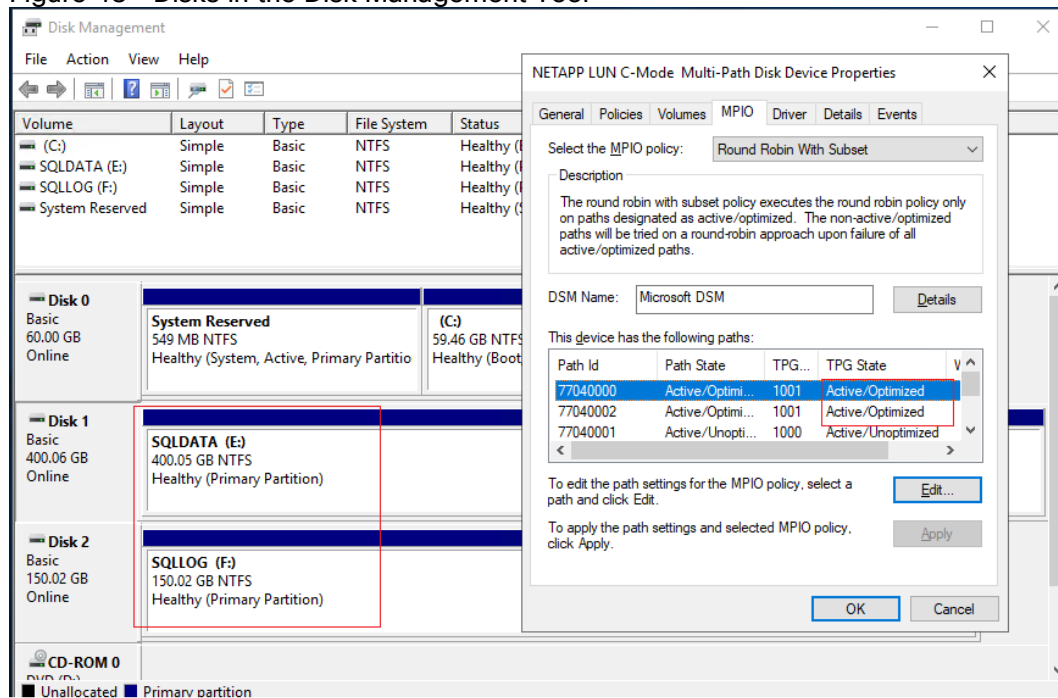 Figure 43 Disks in the Disk Management Tool
Disk Management
File Action View Help
Volume Layout Type File System Status
(C:) Simple Basic NTFS Healthy (
SQLDATA (E:) Simple Basic NTFS Healthy (
SQLLOG (F:) Simple Basic NTFS Healthy (
System Reserved Simple Basic NTFS Healthy (
Disk 0
Basic
60.00 GB
Online
System Reserved
549 MB NTFS
Healthy (System, Active, Primary Partitio
(C:)
59.46 GB NTFS
Healthy (Boot,
Disk 1
Basic
400.06 GB
Online
SQLDATA (E:)
400.05 GB NTFS
Healthy (Primary Partition)
Disk 2
Basic
150.02 GB
Online
SQLLOG (F:)
150.02 GB NTFS
Healthy (Primary Partition)
CD-ROM 0
DVD (D:)
Unallocated Primary partition
NETAPP LUN C-Mode Multi-Path Disk Device Properties
General Policies Volumes MPIO Driver Details Events
Select the MPIO policy: Round Robin With Subset
Description
The round robin with subset policy executes the round robin policy only
on paths designated as active/optimized. The non-active/optimized
paths will be tried on a round-robin approach upon failure of all
active/optimized paths.
DSM Name: Microsoft DSM Details
This device has the following paths:
Path Id Path State TPG... TPG State
77040000 Active/Optimi... 1001 Active/Optimized
77040002 Active/Optimi... 1001 Active/Optimized
77040001 Active/Unopti... 1000 Active/Unoptimized
To edit the path settings for the MPIO policy, select a
path and click Edit.
Edit...
To apply the path settings and selected MPIO policy,
click Apply.
Apply
OK Cancel